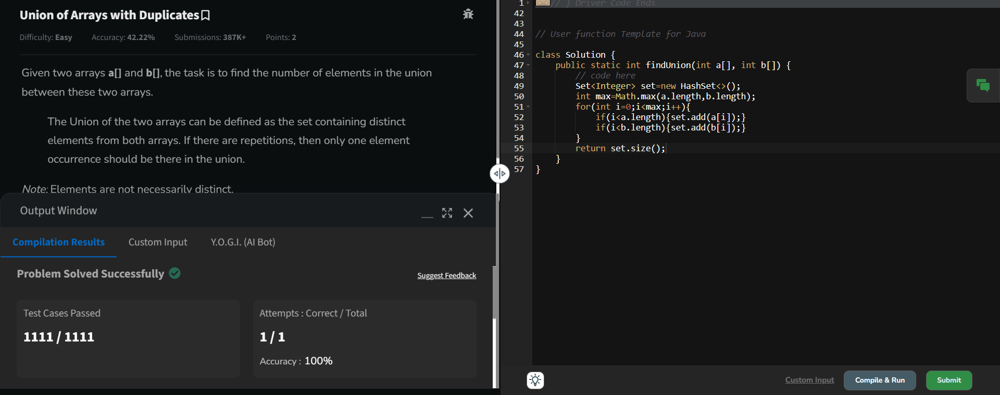 Union of Arrays with Duplicates
Difficulty: Easy Accuracy: 42.22% Submissions: 387K+ Points: 2
Given two arrays a[] and b[], the task is to find the number of elements in the union
between these two arrays.
The Union of the two arrays can be defined as the set containing distinct
elements from both arrays. If there are repetitions, then only one element
occurrence should be there in the union.
Note: Elements are not necessarily distinct.
Output Window
Compilation Results Custom Input Y.O.G.I. (AI Bot)
Problem Solved Successfully
Suggest Feedback
Test Cases Passed
1111 / 1111
Attempts : Correct / Total
1 / 1
Accuracy : 100%
1 // } Driver Code Ends
42
43
44 // User function Template for Java
45
46 class Solution {
47 public static int findUnion(int a[], int b[]) {
48 // code here
49 Set<Integer> set=new HashSet<>();
50 int max=Math.max(a.length,b.length);
51 for(int i=0;i<max;i++){
52 if(i<a.length){set.add(a[i]);}
53 if(i<b.length){set.add(b[i]);}
54 }
55 return set.size();
56 }
57 }
Custom Input Compile & Run Submit